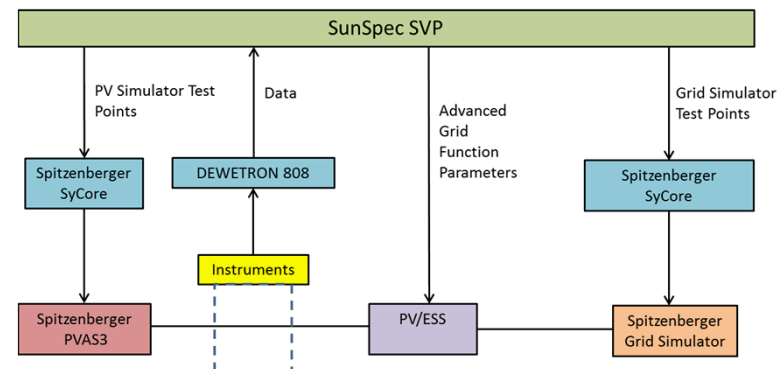 SunSpec SVP
PV Simulator Test
Points
Data
Advanced
Grid
Function
Parameters
Grid Simulator
Test Points
Spitzenberger
SyCore
DEWETRON 808
Spitzenberger
SyCore
Instruments
Spitzenberger
PVAS3
PV/ESS
Spitzenberger
Grid Simulator